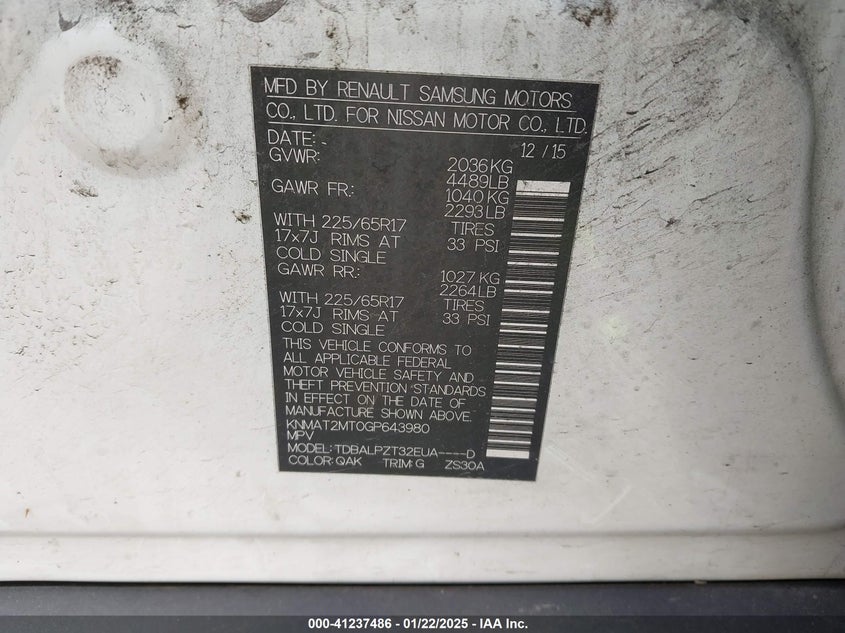 MFD BY RENAULT SAMSUNG MOTORS
CO., LTD. FOR NISSAN MOTOR CO., LTD.
DATE: - 12 / 15
GVWR: 2036KG
4489LB
GAWR FR.: 1040 KG
2293LB
WITH 225/65R17 TIRES
17x7J RIMS AT 33 PSI
COLD SINGLE
GAWR RR.: 1027 KG
2264LB
WITH 225/65R17 TIRES
17x7J RIMS AT 33 PSI
COLD SINGLE
THIS VEHICLE CONFORMS TO
ALL APPLICABLE FEDERAL
MOTOR VEHICLE SAFETY AND
THEFT PREVENTION STANDARDS
IN EFFECT ON THE DATE OF
MANUFACTURE SHOWN ABOVE.
KNMAT2MT0GP643980
MPV
MODEL: TDBALPZT32EUA----D
COLOR: QAK TRIM: G ZS30A
000-41237486 - 01/22/2025 - IAA Inc.